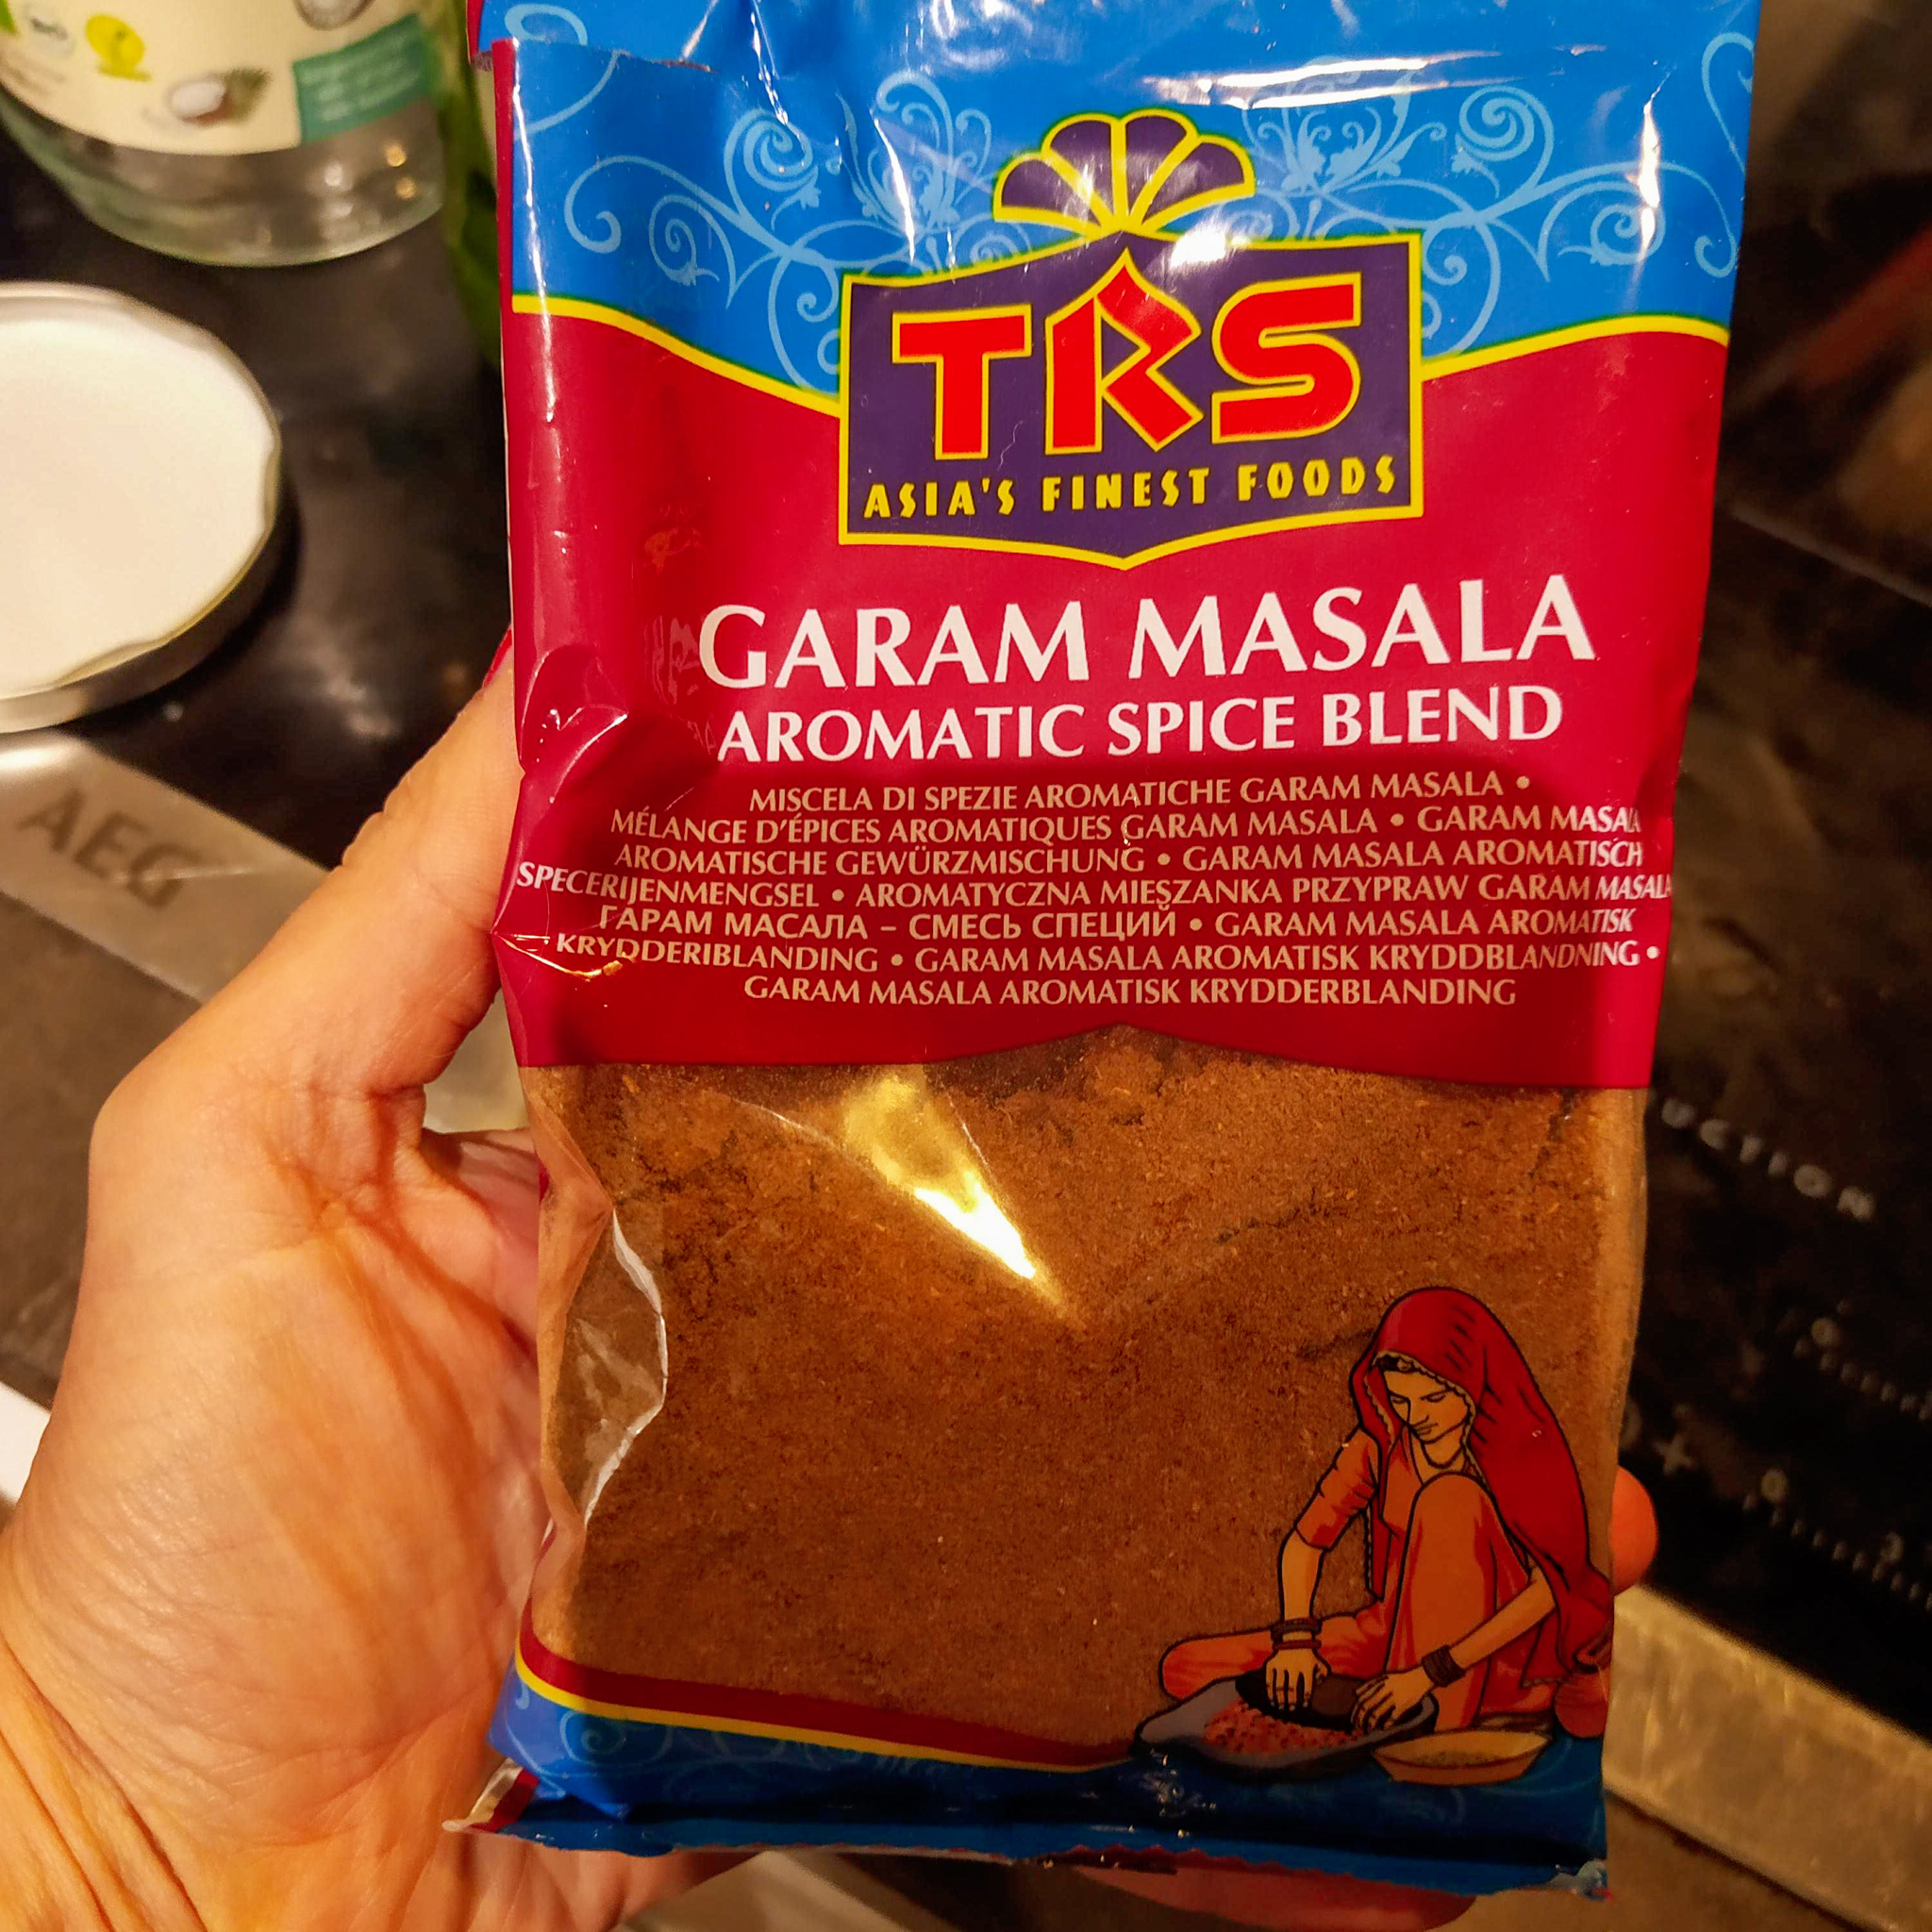 TRS
ASIA'S FINEST FOODS
GARAM MASALA
AROMATIC SPICE BLEND
MISCELA DI SPEZIE AROMATICHE GARAM MASALA •
MÉLANGE D'ÉPICES AROMATIQUES GARAM MASALA • GARAM MASALA
AROMATISCHE GEWÜRZMISCHUNG • GARAM MASALA AROMATISCH
SPECERIJENMENGSEL • AROMATYCZNA MIESZANKA PRZYPRAW GARAM MASALA
ГАРАМ МАСАЛА – СМЕСЬ СПЕЦИЙ • GARAM MASALA AROMATISK
KRYDDERIBLANDING • GARAM MASALA AROMATISK KRYDDBLANDNING •
GARAM MASALA AROMATISK KRYDDERBLANDING
AEG
UCTION